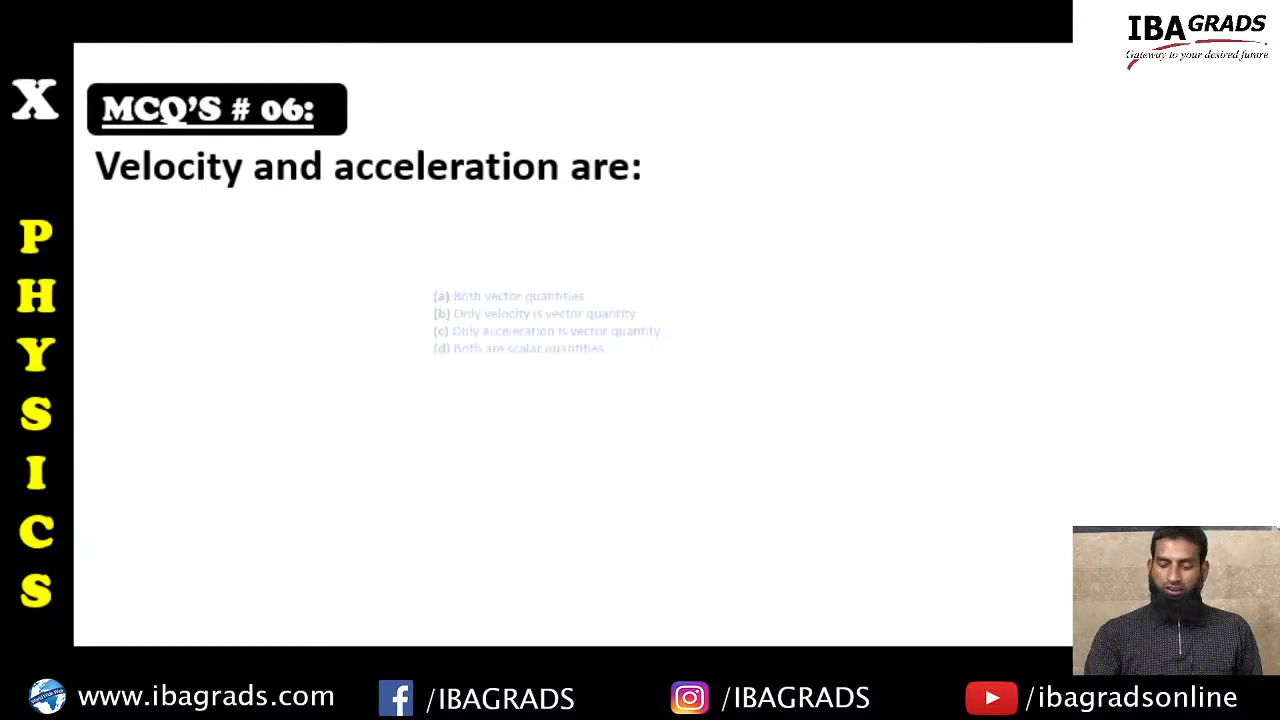 IBA GRADS
Gateway to your desired future
X
PHYSICS
MCQ'S # 06:
Velocity and acceleration are:
(a) Both vector quantities
(b) Only velocity is vector quantity
(c) Only acceleration is vector quantity
(d) Both are scalar quantities
www.ibagrads.com
/IBAGRADS
/IBAGRADS
/ibagradsonline